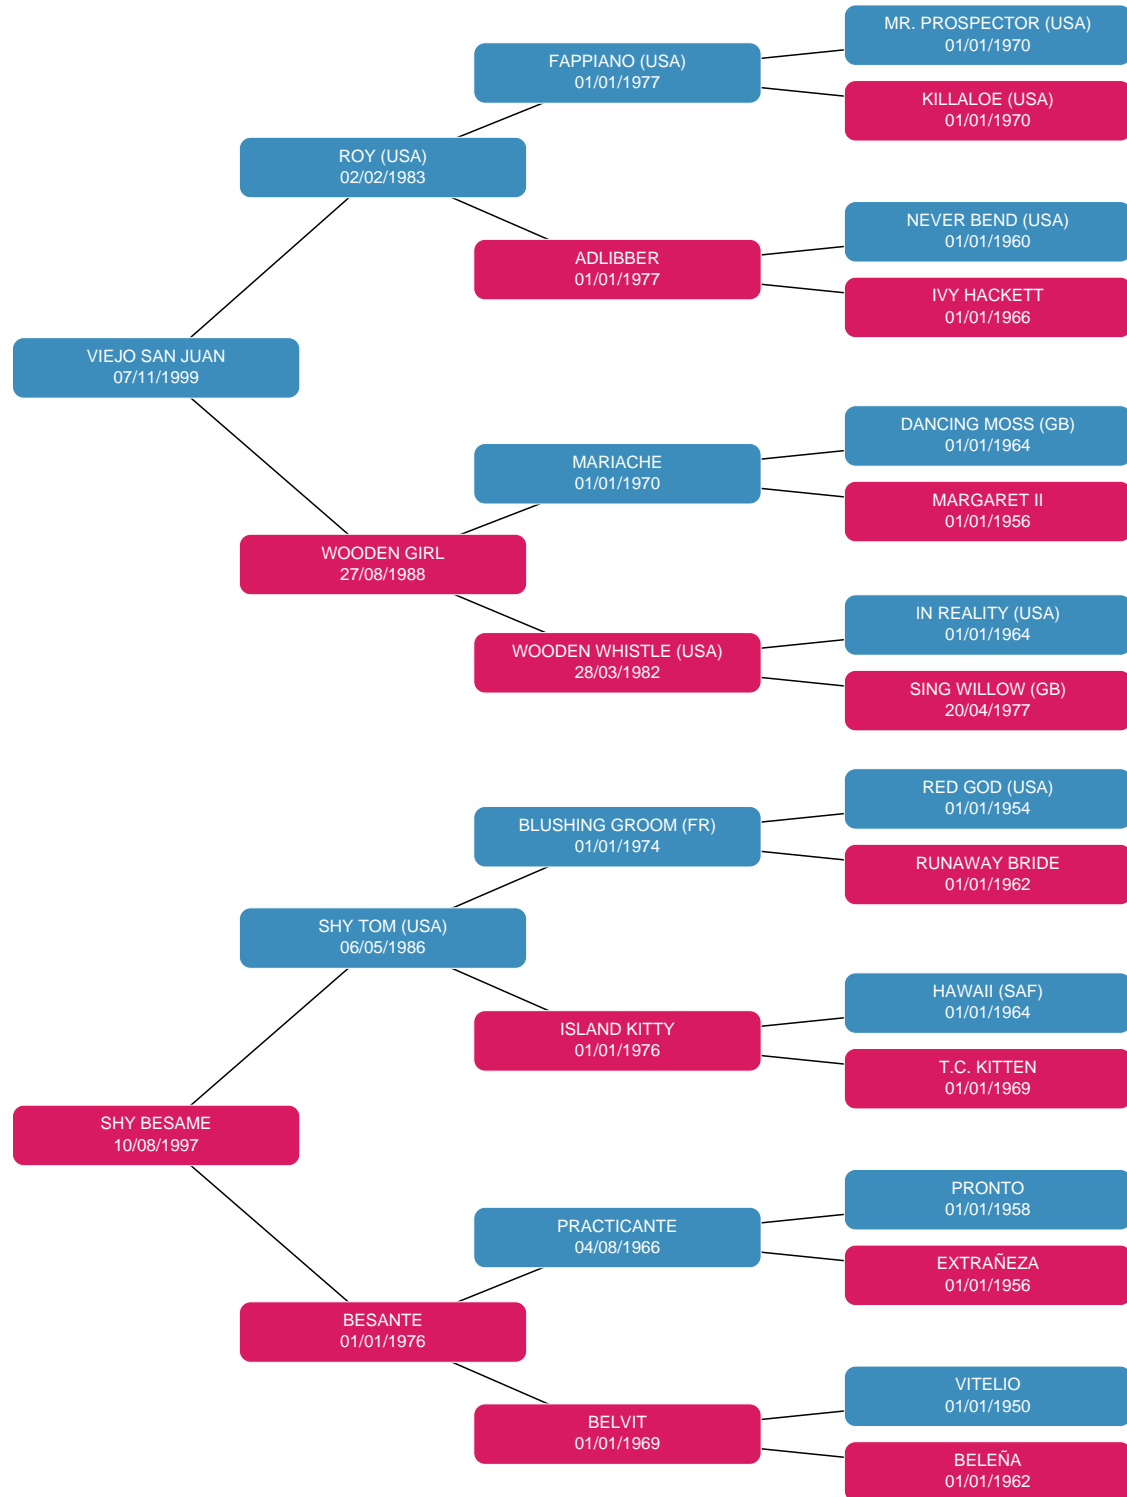 MR. PROSPECTOR (USA)
01/01/1970
FAPPIANO (USA)
01/01/1977
KILLALOE (USA)
01/01/1970
ROY (USA)
02/02/1983
NEVER BEND (USA)
01/01/1960
ADLIBBER
01/01/1977
IVY HACKETT
01/01/1966
VIEJO SAN JUAN
07/11/1999
DANCING MOSS (GB)
01/01/1964
MARIACHE
01/01/1970
MARGARET II
01/01/1956
WOODEN GIRL
27/08/1988
IN REALITY (USA)
01/01/1964
WOODEN WHISTLE (USA)
28/03/1982
SING WILLOW (GB)
20/04/1977
RED GOD (USA)
01/01/1954
BLUSHING GROOM (FR)
01/01/1974
RUNAWAY BRIDE
01/01/1962
SHY TOM (USA)
06/05/1986
HAWAII (SAF)
01/01/1964
ISLAND KITTY
01/01/1976
T.C. KITTEN
01/01/1969
SHY BESAME
10/08/1997
PRONTO
01/01/1958
PRACTICANTE
04/08/1966
EXTRAÑEZA
01/01/1956
BESANTE
01/01/1976
VITELIO
01/01/1950
BELVIT
01/01/1969
BELEÑA
01/01/1962